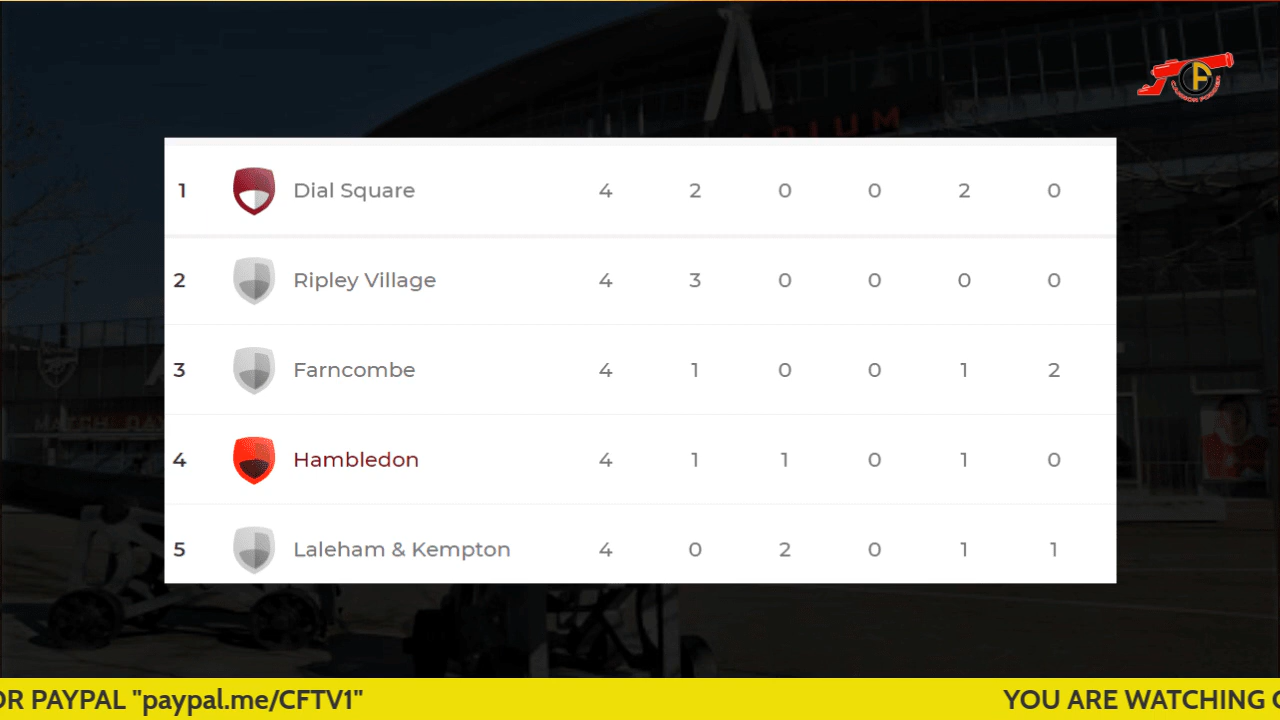 1 Dial Square 4 2 0 0 2 0
2 Ripley Village 4 3 0 0 0 0
3 Farncombe 4 1 0 0 1 2
4 Hambledon 4 1 1 0 1 0
5 Laleham & Kempton 4 0 2 0 1 1
OR PAYPAL "paypal.me/CFTV1" YOU ARE WATCHING